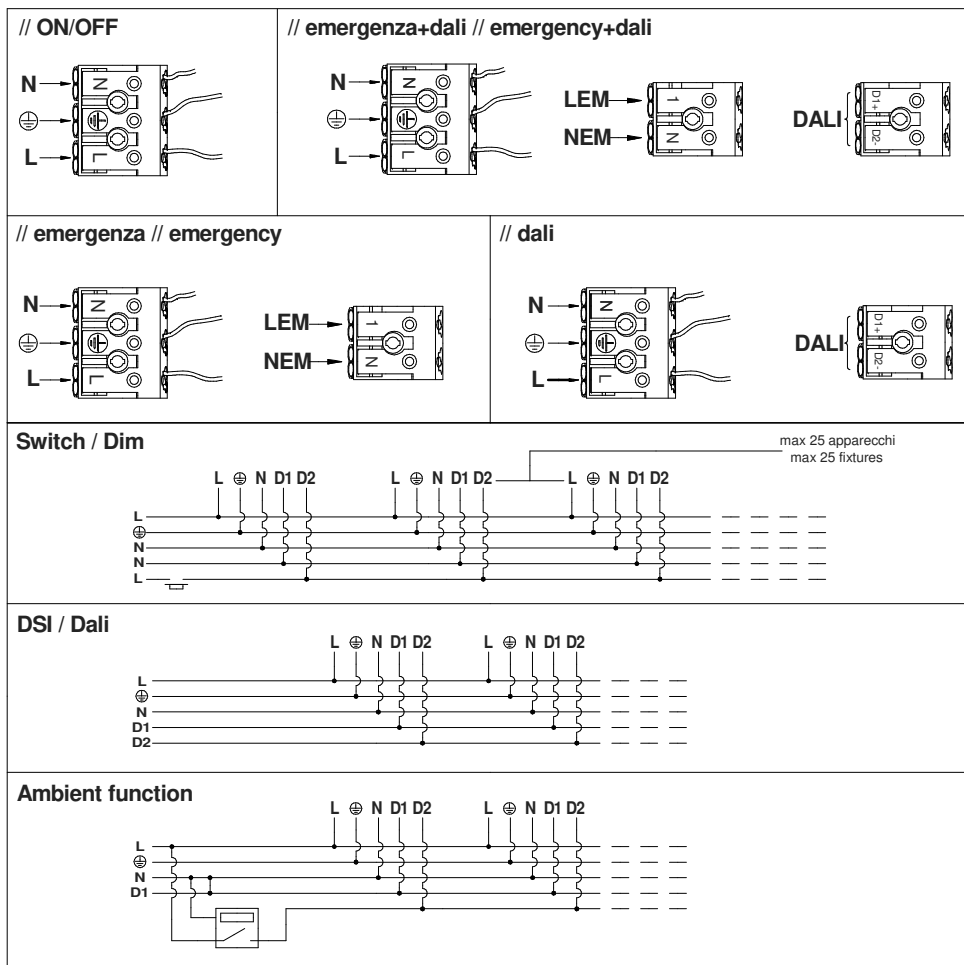 // ON/OFF
N
N
L
L
// emergenza+dali // emergency+dali
N
N
L
L
LEM
1
NEM
N
DALI
D1+
D2-
// emergenza // emergency
N
N
L
L
LEM
1
NEM
N
// dali
N
N
L
L
DALI
D1+
D2-
Switch / Dim
max 25 apparecchi
max 25 fixtures
L N D1 D2 L N D1 D2 L N D1 D2
L
N
N
L
DSI / Dali
L N D1 D2 L N D1 D2
L
N
D1
D2
Ambient function
L N D1 D2 L N D1 D2
L
N
D1